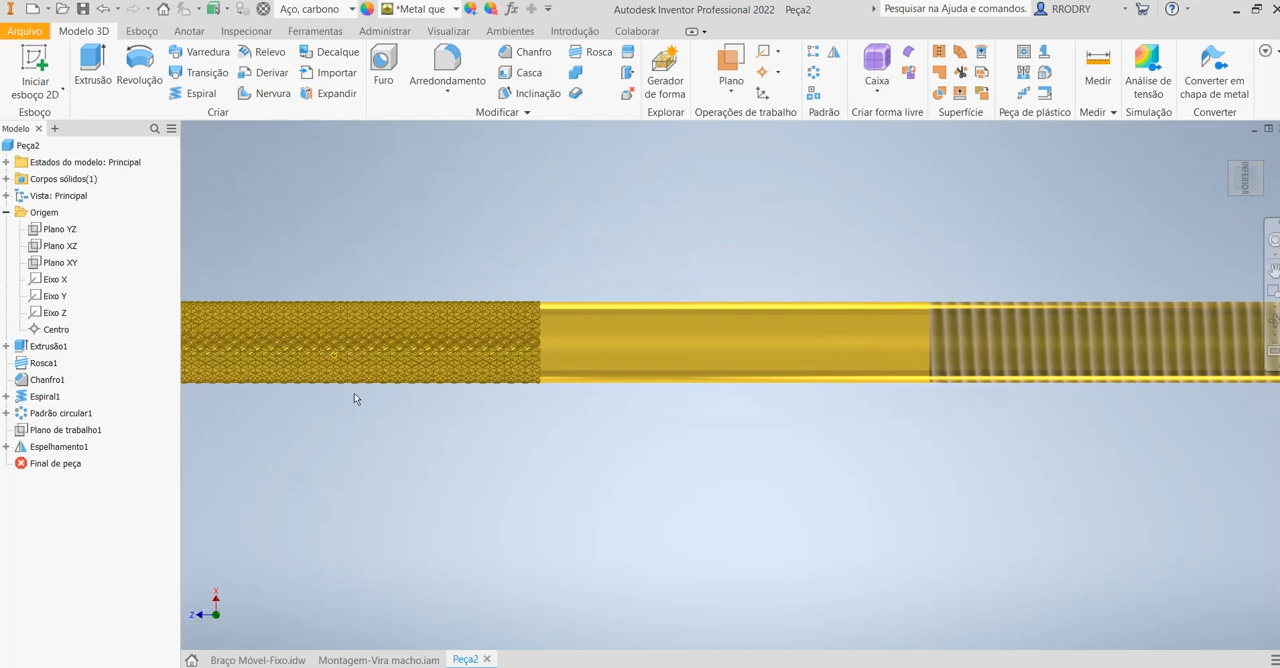 Aço, carbono
*Metal que
Autodesk Inventor Professional 2022 Peça2
Pesquisar na Ajuda e comandos.
RRODRY
Arquivo Modelo 3D Esboço Anotar Inspecionar Ferramentas Administrar Visualizar Ambientes Introdução Colaborar
Iniciar
esboço 2D
Esboço
Extrusão
Revolução
Varredura
Transição
Espiral
Relevo
Derivar
Nervura
Decalque
Importar
Expandir
Criar
Furo
Arredondamento
Chanfro
Casca
Inclinação
Rosca
Modificar
Gerador
de forma
Explorar
Plano
Operações de trabalho
Padrão
Caixa
Criar forma livre
Superfície
Peça de plástico
Medir
Medir
Análise de
tensão
Simulação
Converter em
chapa de metal
Converter
Modelo
Peça2
Estados do modelo: Principal
Corpos sólidos(1)
Vista: Principal
Origem
Plano YZ
Plano XZ
Plano XY
Eixo X
Eixo Y
Eixo Z
Centro
Extrusão1
Rosca1
Chanfro1
Espiral1
Padrão circular1
Plano de trabalho1
Espelhamento1
Final de peça
INFERIOR
X
Z
Braço Móvel-Fixo.idw Montagem-Vira macho.iam Peça2